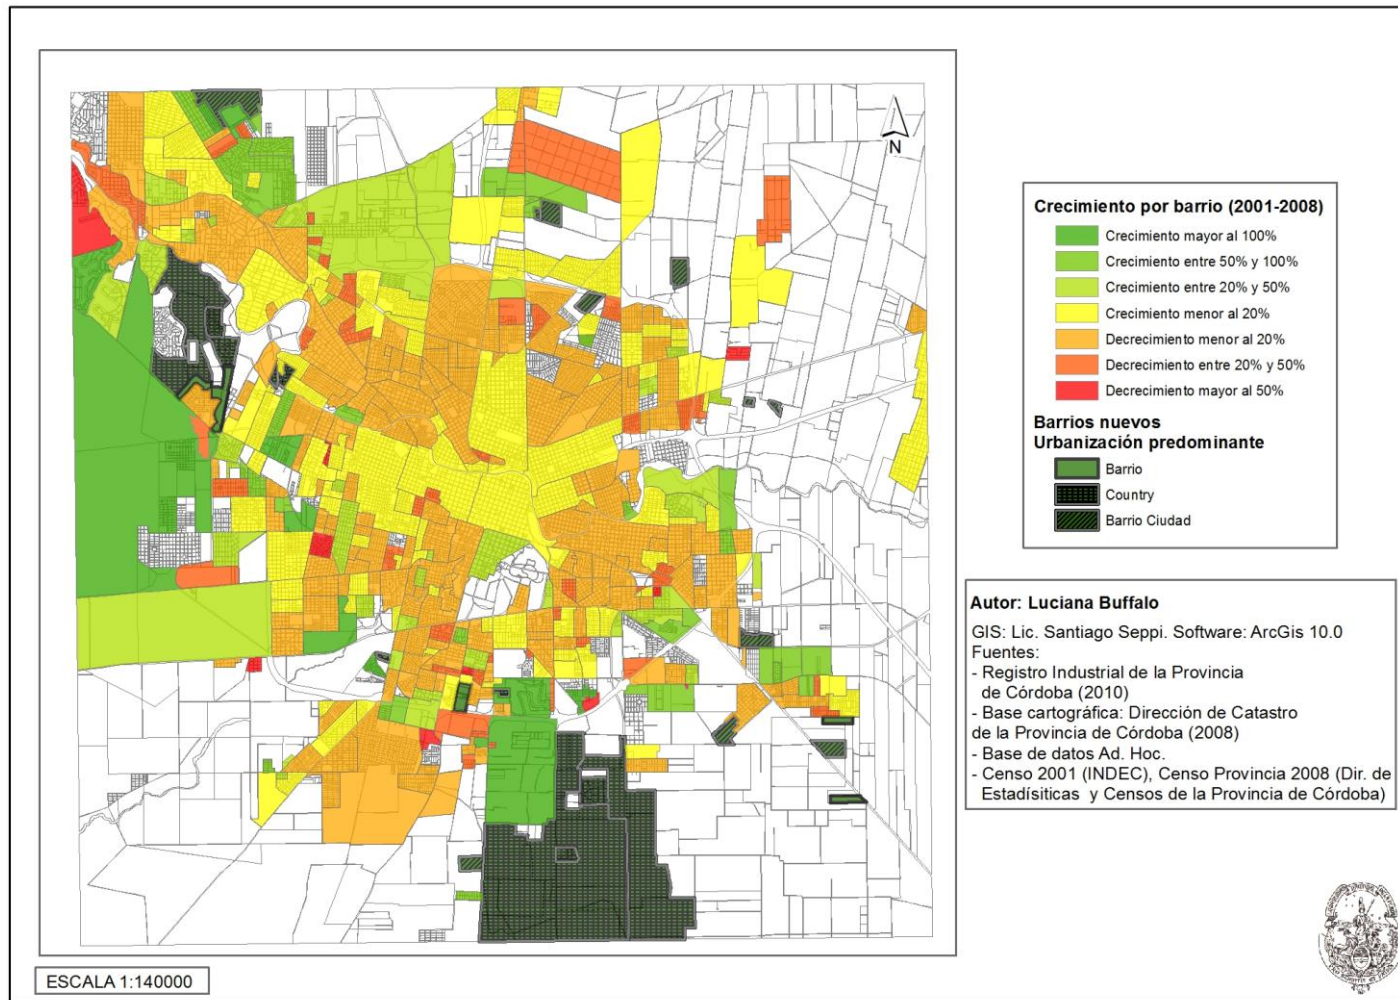 N
Crecimiento por barrio (2001-2008)
Crecimiento mayor al 100%
Crecimiento entre 50% y 100%
Crecimiento entre 20% y 50%
Crecimiento menor al 20%
Decrecimiento menor al 20%
Decrecimiento entre 20% y 50%
Decrecimiento mayor al 50%
Barrios nuevos
Urbanización predominante
Barrio
Country
Barrio Ciudad
Autor: Luciana Buffalo
GIS: Lic. Santiago Seppi. Software: ArcGis 10.0
Fuentes:
- Registro Industrial de la Provincia
de Córdoba (2010)
- Base cartográfica: Dirección de Catastro
de la Provincia de Córdoba (2008)
- Base de datos Ad. Hoc.
- Censo 2001 (INDEC), Censo Provincia 2008 (Dir. de
Estadísiticas y Censos de la Provincia de Córdoba)
ESCALA 1:140000